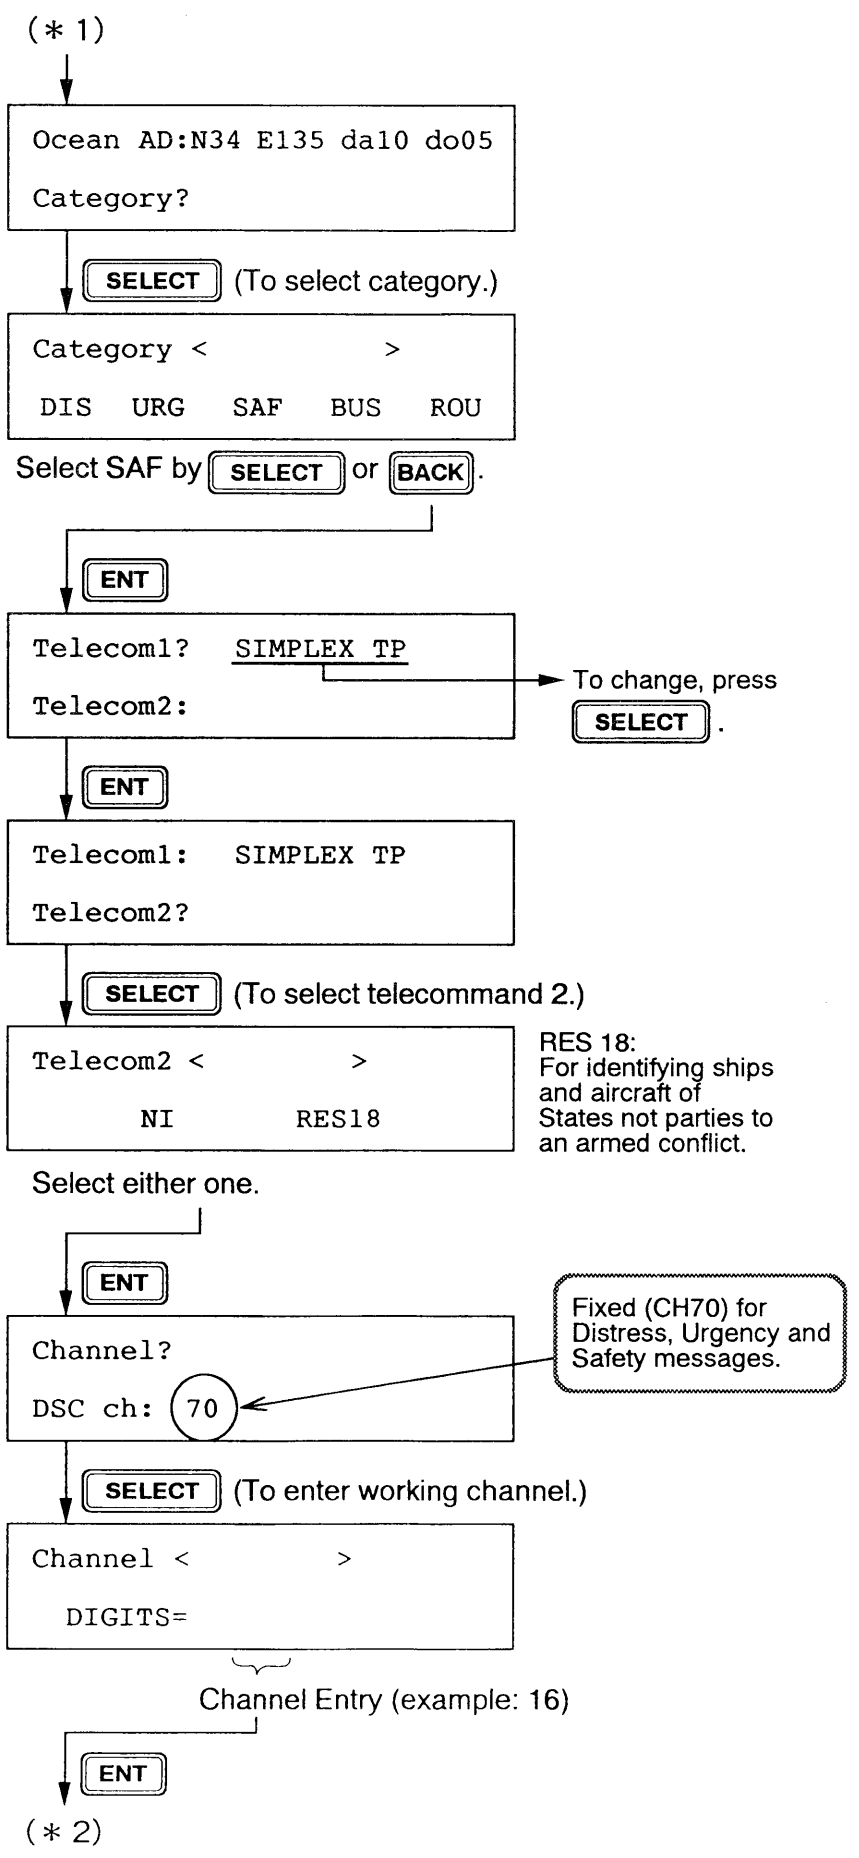 (* 1)
Ocean AD:N34 E135 da10 do05
Category?
SELECT (To select category.)
Category < >
DIS URG SAF BUS ROU
Select SAF by SELECT or BACK.
ENT
Telecom1? SIMPLEX TP
Telecom2:
To change, press
SELECT .
ENT
Telecom1: SIMPLEX TP
Telecom2?
SELECT (To select telecommand 2.)
Telecom2 < >
NI RES18
RES 18:
For identifying ships
and aircraft of
States not parties to
an armed conflict.
Select either one.
ENT
Channel?
DSC ch: 70
Fixed (CH70) for
Distress, Urgency and
Safety messages.
SELECT (To enter working channel.)
Channel < >
DIGITS=
Channel Entry (example: 16)
ENT
(* 2)